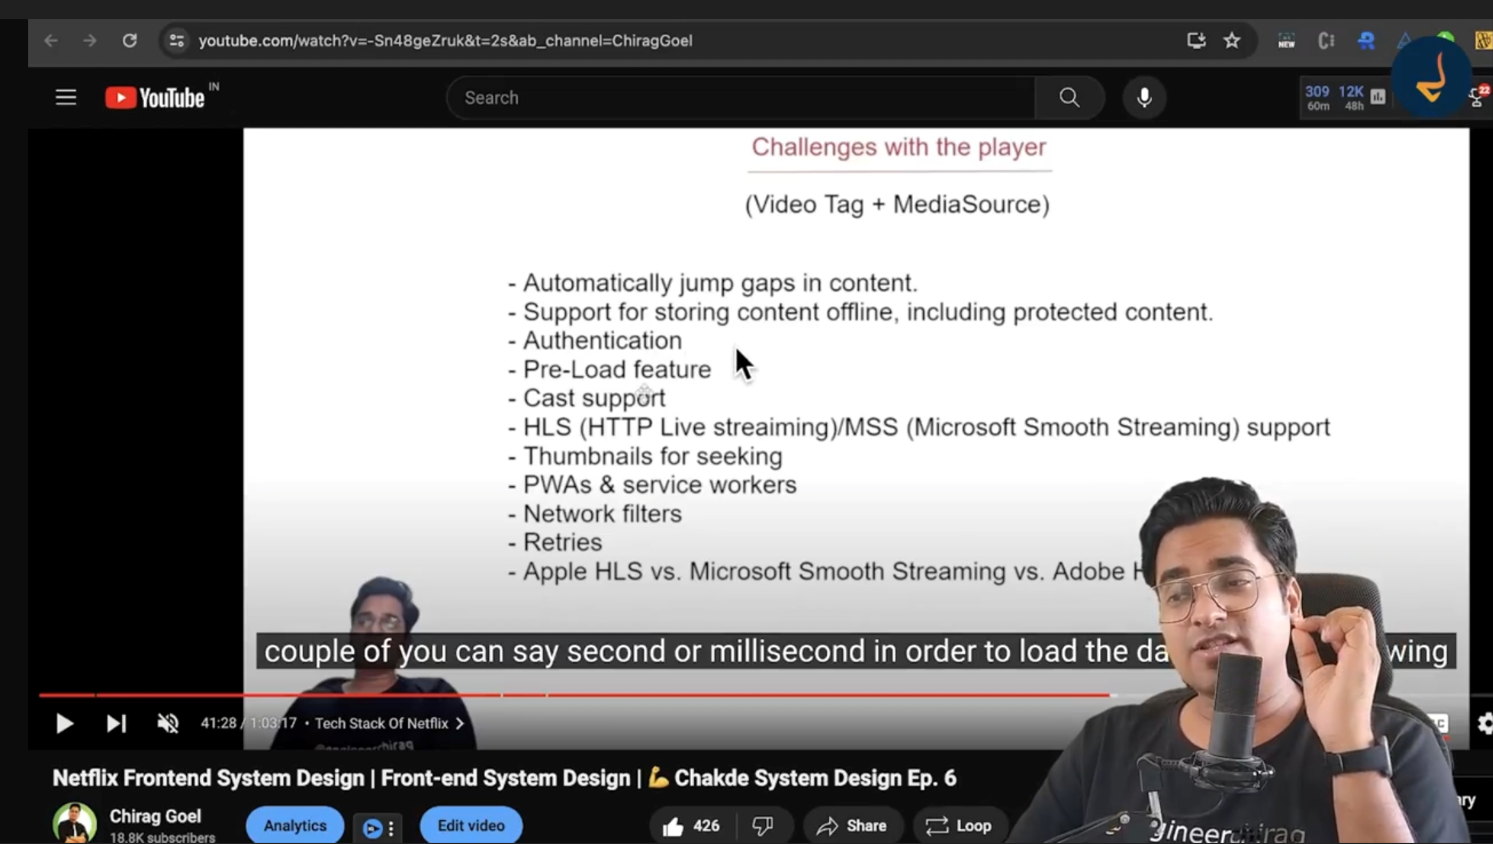 youtube.com/watch?v=-Sn48geZruk&t=2s&ab_channel=ChiragGoel
NEW
YouTube IN
Search
309 12K
60m 48h
22
Challenges with the player
(Video Tag + MediaSource)
- Automatically jump gaps in content.
- Support for storing content offline, including protected content.
- Authentication
- Pre-Load feature
- Cast support
- HLS (HTTP Live streaiming)/MSS (Microsoft Smooth Streaming) support
- Thumbnails for seeking
- PWAs & service workers
- Network filters
- Retries
- Apple HLS vs. Microsoft Smooth Streaming vs. Adobe H
couple of you can say second or millisecond in order to load the da wing
41:28 / 1:03:17 • Tech Stack Of Netflix >
Netflix Frontend System Design | Front-end System Design | 💪 Chakde System Design Ep. 6
Chirag Goel
18.8K subscribers
Analytics
Edit video
426
Share
Loop
gineerchirag